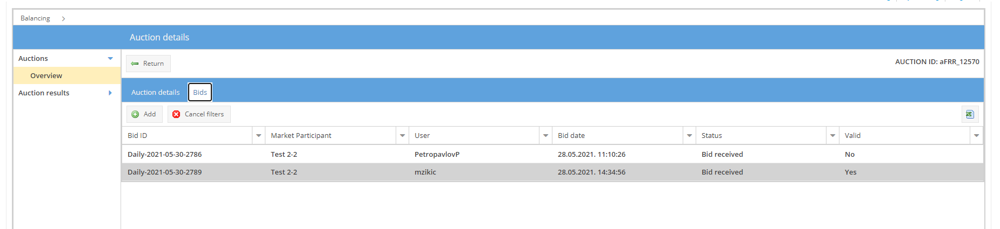 Balancing
Auction details
Auctions
Overview
Auction results
Return
AUCTION ID: aFRR_12570
Auction details Bids
Add Cancel filters
Bid ID Market Participant User Bid date Status Valid
Daily-2021-05-30-2786 Test 2-2 PetropavlovP 28.05.2021. 11:10:26 Bid received No
Daily-2021-05-30-2789 Test 2-2 mzikic 28.05.2021. 14:34:56 Bid received Yes